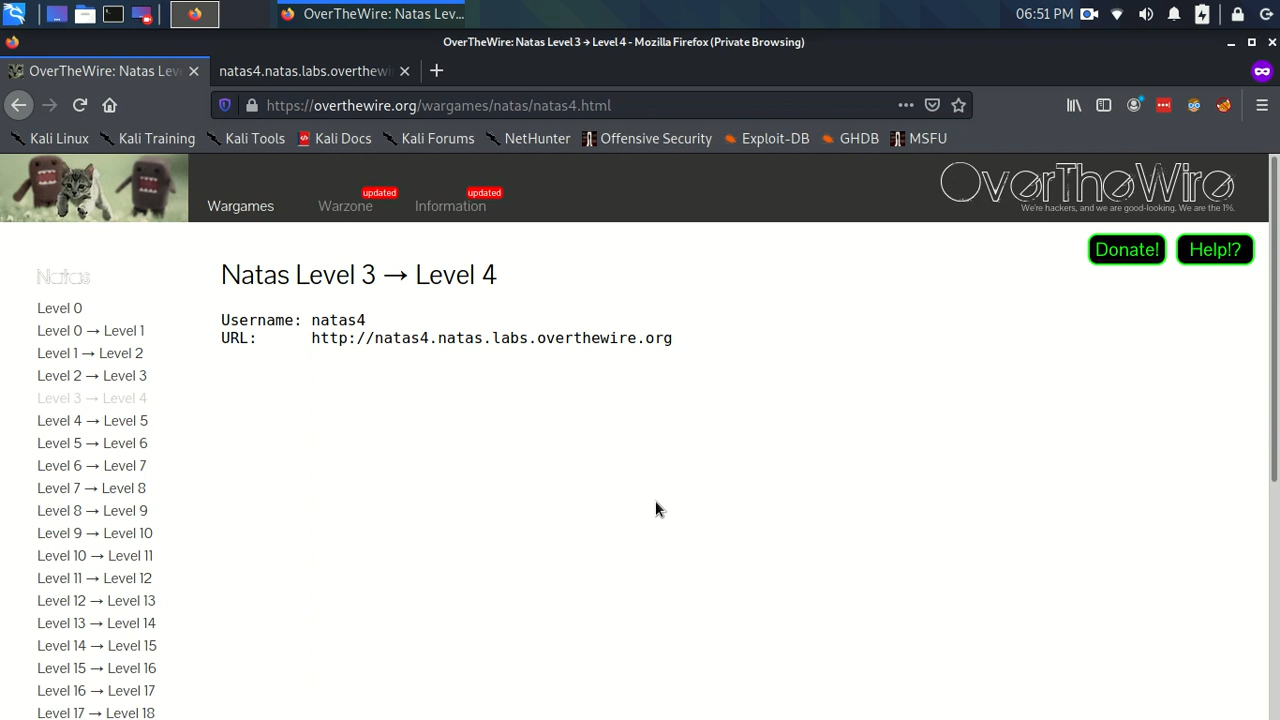 OverTheWire: Natas Lev... 06:51 PM
OverTheWire: Natas Level 3 → Level 4 - Mozilla Firefox (Private Browsing)
OverTheWire: Natas Leve
natas4.natas.labs.overthewi
https://overthewire.org/wargames/natas/natas4.html
Kali Linux Kali Training Kali Tools Kali Docs Kali Forums NetHunter Offensive Security Exploit-DB GHDB MSFU
Wargames
Warzone updated
Information updated
OverTheWire
We're hackers, and we are good-looking. We are the 1%.
Donate! Help!?
Natas
Level 0
Level 0 → Level 1
Level 1 → Level 2
Level 2 → Level 3
Level 3 → Level 4
Level 4 → Level 5
Level 5 → Level 6
Level 6 → Level 7
Level 7 → Level 8
Level 8 → Level 9
Level 9 → Level 10
Level 10 → Level 11
Level 11 → Level 12
Level 12 → Level 13
Level 13 → Level 14
Level 14 → Level 15
Level 15 → Level 16
Level 16 → Level 17
Level 17 → Level 18
Natas Level 3 → Level 4
Username: natas4
URL: http://natas4.natas.labs.overthewire.org